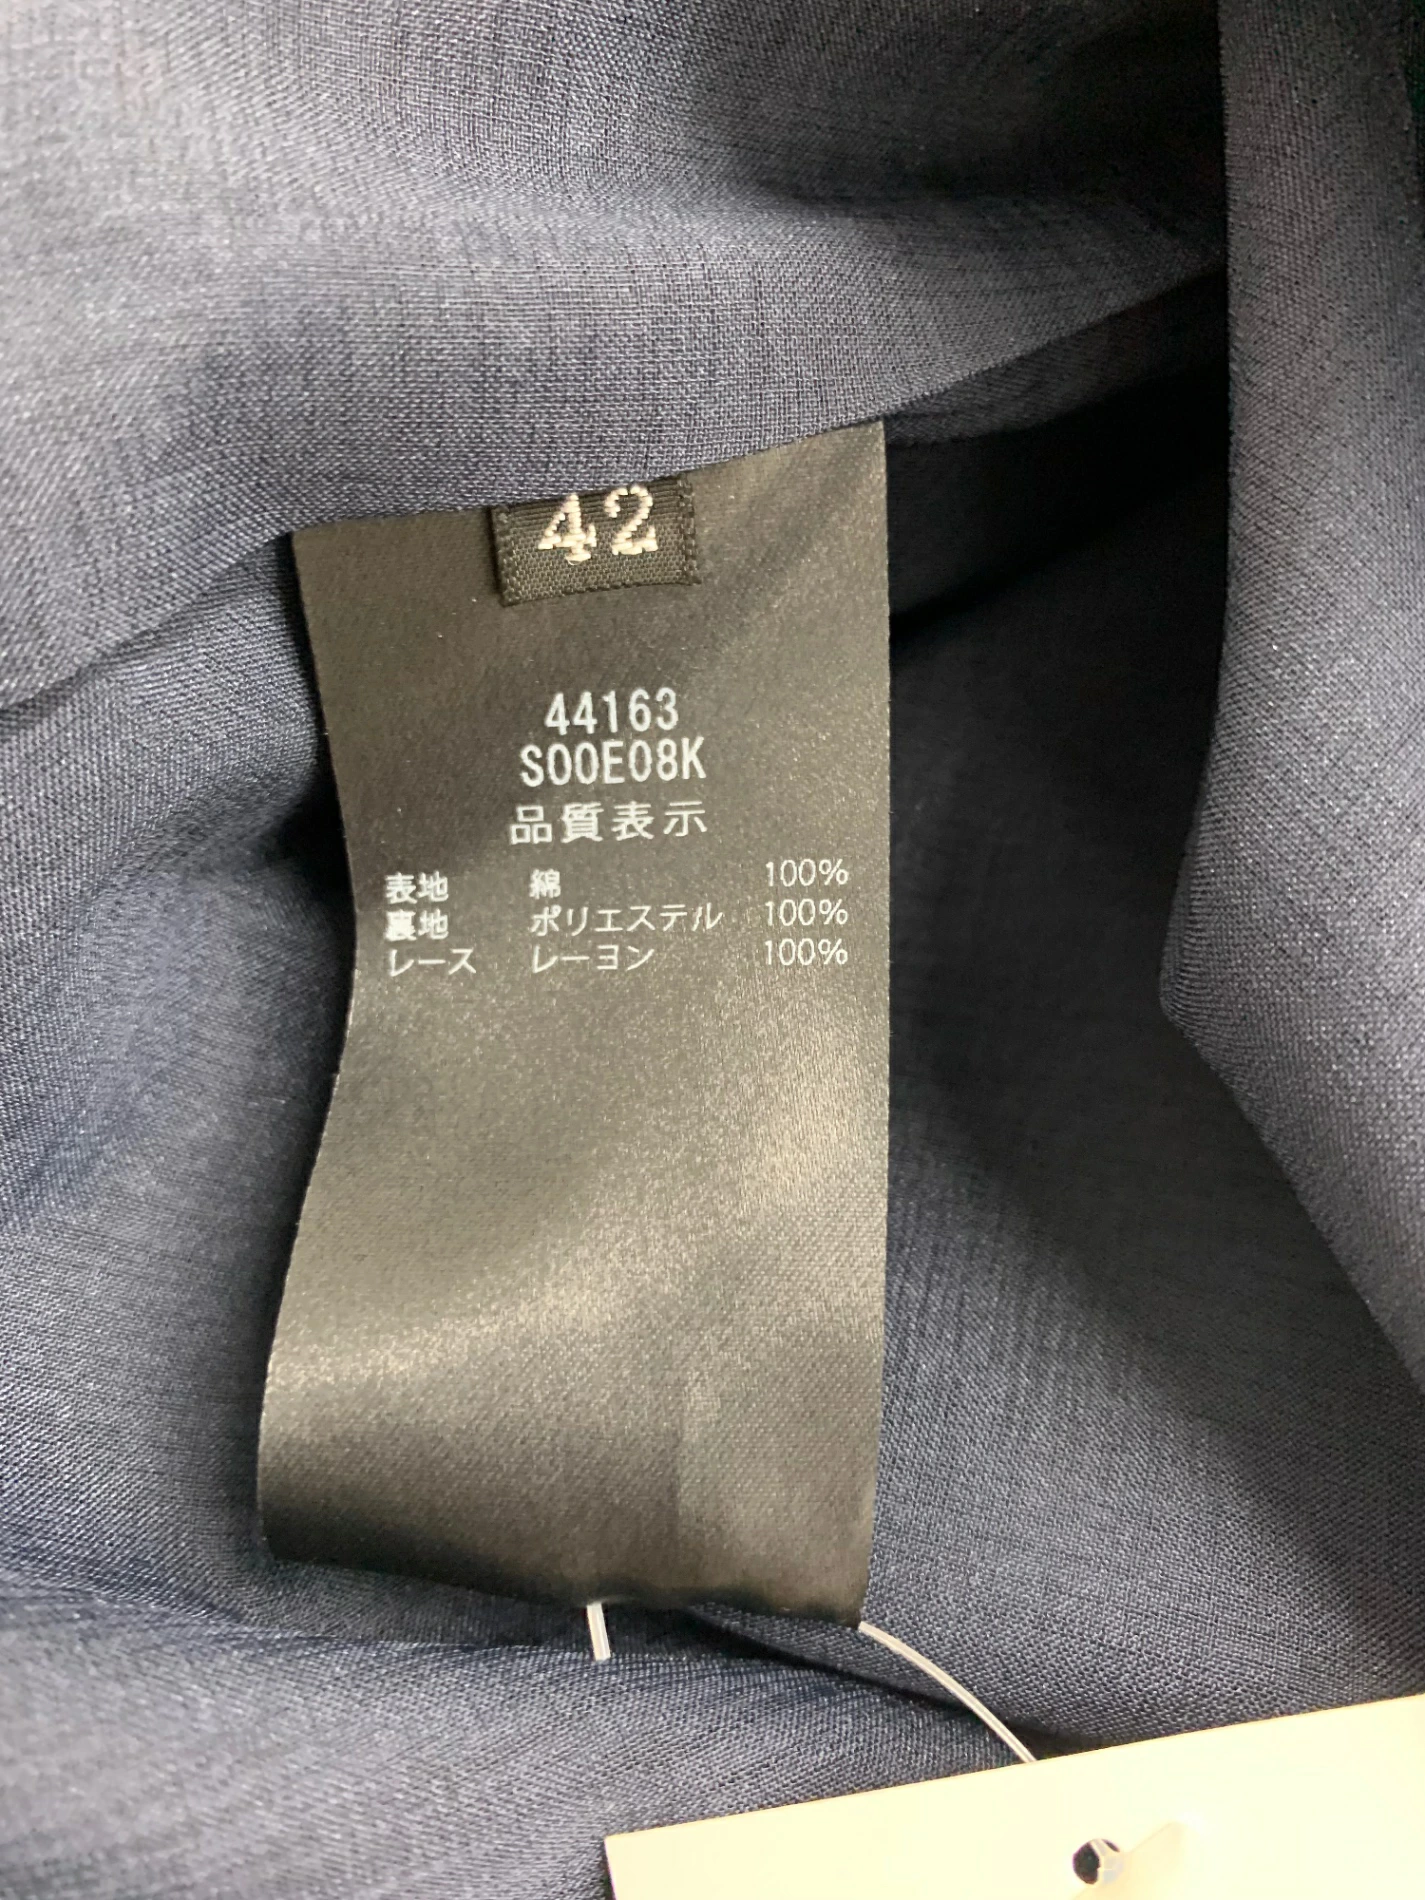 42
44163
S00E08K
品質表示
表地 綿 100%
裏地 ポリエステル 100%
レース レーヨン 100%